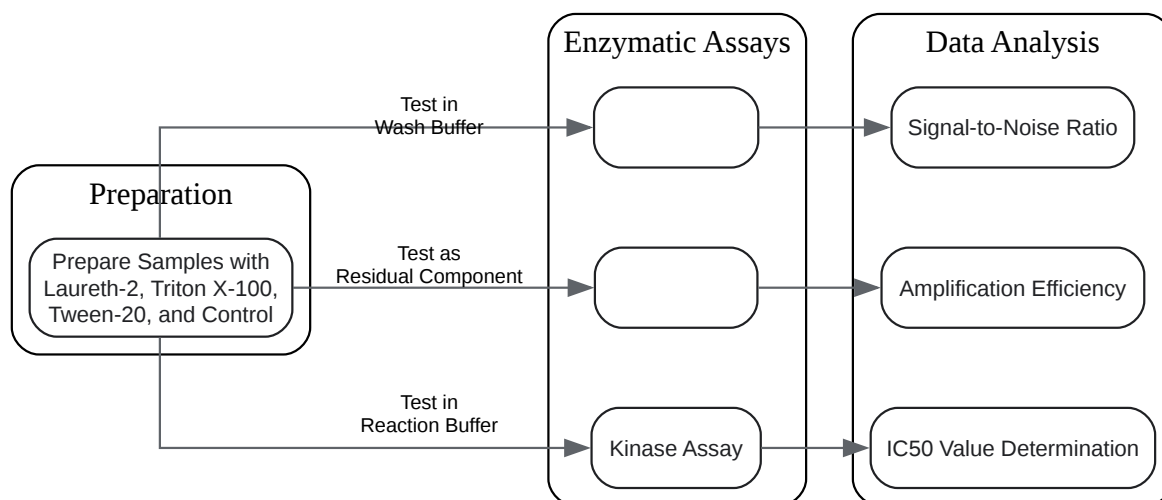 Enzymatic Assays
Data Analysis
Test in
Wash Buffer
Signal-to-Noise Ratio
Preparation
Prepare Samples with
Laureth-2, Triton X-100,
Tween-20, and Control
Test as
Residual Component
Amplification Efficiency
Test in
Reaction Buffer
Kinase Assay
IC50 Value Determination